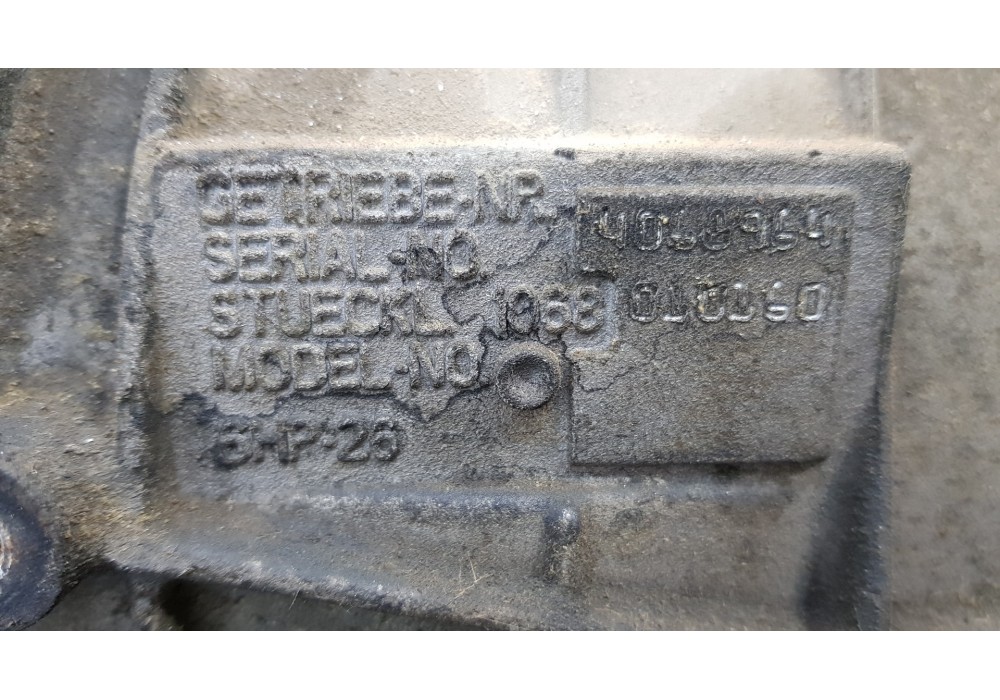 GETRIEBE-NR.
SERIAL-NO
STUECKL. 1068
MODEL-NO
6HP-26